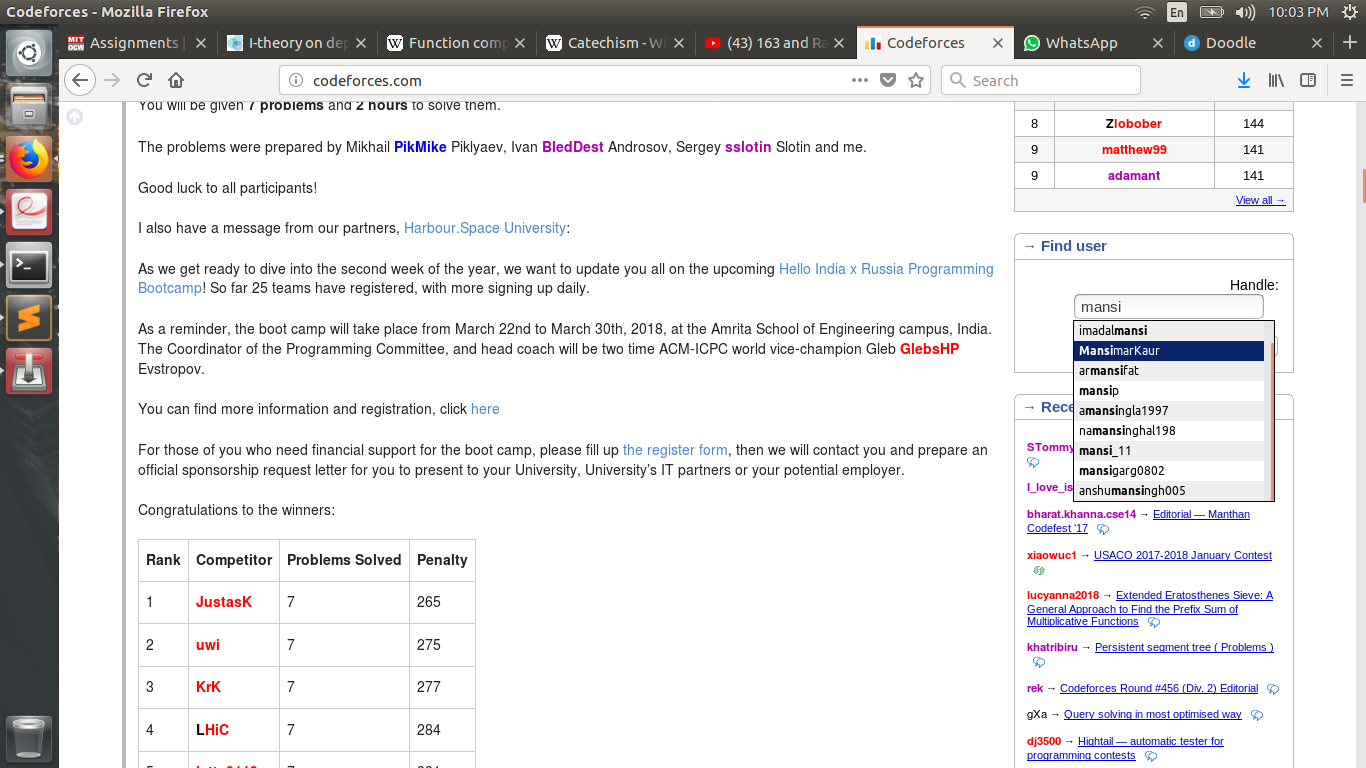 Codeforces - Mozilla Firefox
En
10:03 PM
MIT OCW
Assignments |
I-theory on de
Function com
Catechism - Wi
(43) 163 and Ra
Codeforces
WhatsApp
d
Doodle
codeforces.com
Search
You will be given 7 problems and 2 hours to solve them.
The problems were prepared by Mikhail PikMike Piklyaev, Ivan BledDest Androsov, Sergey sslotin Slotin and me.
Good luck to all participants!
I also have a message from our partners, Harbour.Space University:
As we get ready to dive into the second week of the year, we want to update you all on the upcoming Hello India x Russia Programming
Bootcamp! So far 25 teams have registered, with more signing up daily.
As a reminder, the boot camp will take place from March 22nd to March 30th, 2018, at the Amrita School of Engineering campus, India.
The Coordinator of the Programming Committee, and head coach will be two time ACM-ICPC world vice-champion Gleb GlebsHP
Evstropov.
You can find more information and registration, click here
For those of you who need financial support for the boot camp, please fill up the register form, then we will contact you and prepare an
official sponsorship request letter for you to present to your University, University's IT partners or your potential employer.
Congratulations to the winners:
Rank Competitor Problems Solved Penalty
1 JustasK 7 265
2 uwi 7 275
3 KrK 7 277
4 LHiC 7 284
8 Zlobober 144
9 matthew99 141
9 adamant 141
View all →
→ Find user
Handle:
mansi
imadalmansi
MansimarKaur
armansifat
mansip
amansingla1997
namansinghal198
mansi_11
mansigarg0802
anshumansingh005
→ Rece
STommy
I_love_is
bharat.khanna.cse14 → Editorial — Manthan
Codefest '17
xiaowuc1 → USACO 2017-2018 January Contest
lucyanna2018 → Extended Eratosthenes Sieve: A
General Approach to Find the Prefix Sum of
Multiplicative Functions
khatribiru → Persistent segment tree ( Problems )
rek → Codeforces Round #456 (Div. 2) Editorial
gXa → Query solving in most optimised way
dj3500 → Hightail — automatic tester for
programming contests